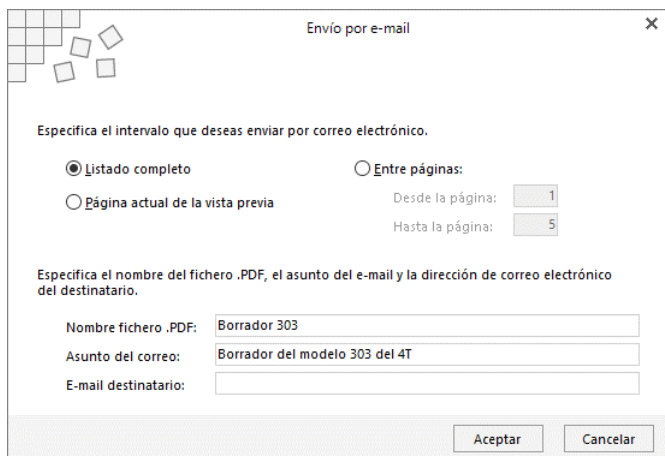 Envío por e-mail
Especifica el intervalo que deseas enviar por correo electrónico.
Listado completo
Entre páginas:
Página actual de la vista previa
Desde la página: 1
Hasta la página: 5
Especifica el nombre del fichero .PDF, el asunto del e-mail y la dirección de correo electrónico
del destinatario.
Nombre fichero .PDF: Borrador 303
Asunto del correo: Borrador del modelo 303 del 4T
E-mail destinatario:
Aceptar Cancelar